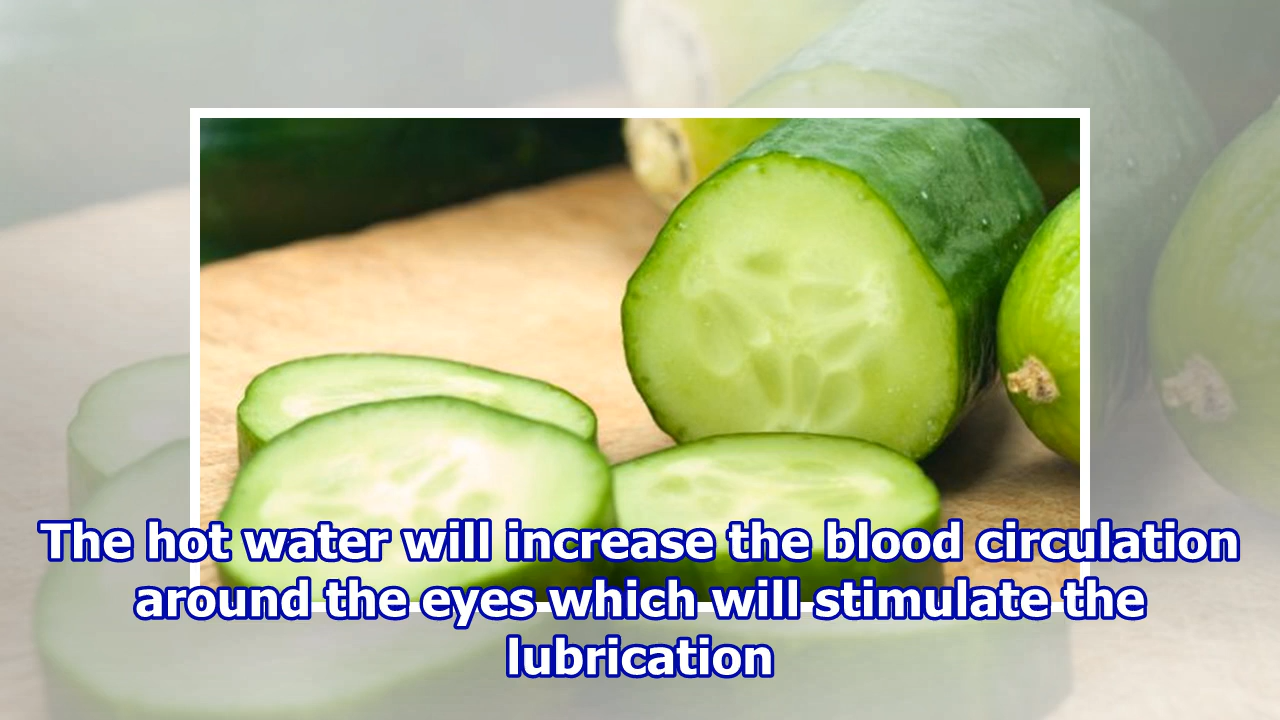 The hot water will increase the blood circulation
around the eyes which will stimulate the
lubrication